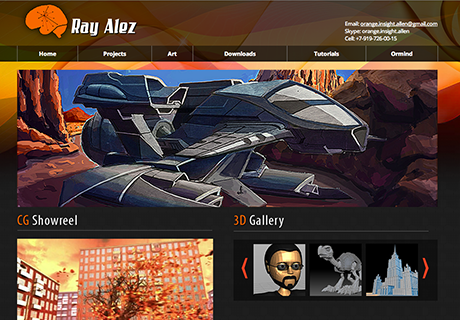 Ray Alez
Email: orange.insight.allen@gmail.com
Skype: orange.insight.allen
Cell: +7-919-726-00-15
Home Projects Art Downloads Tutorials Ormind
CG Showreel
3D Gallery